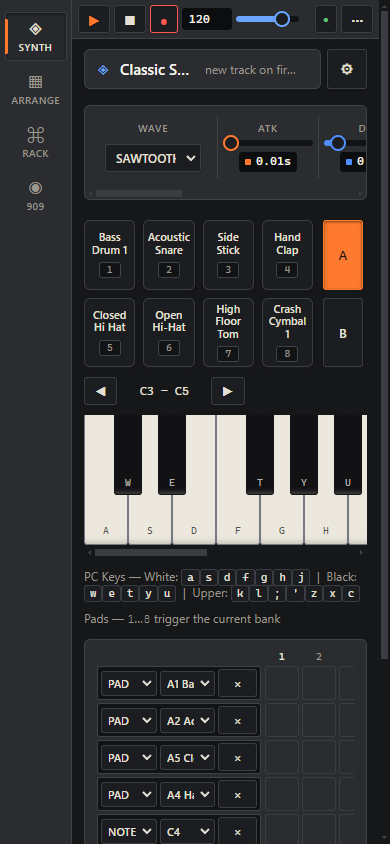 SYNTH
ARRANGE
RACK
909
120
Classic S... new track on fir...
WAVE ATK D
SAWTOOTH 0.01s 0
Bass Drum 1 1
Acoustic Snare 2
Side Stick 3
Hand Clap 4
A
Closed Hi Hat 5
Open Hi-Hat 6
High Floor Tom 7
Crash Cymbal 1 8
B
C3 — C5
W E T Y U
A S D F G H
PC Keys — White: a s d f g h j | Black:
w e t y u | Upper: k l ; ' z x c
Pads — 1…8 trigger the current bank
1 2
PAD A1 Ba ×
PAD A2 Ac ×
PAD A5 Cl ×
PAD A4 Ha ×
NOTE C4 ×